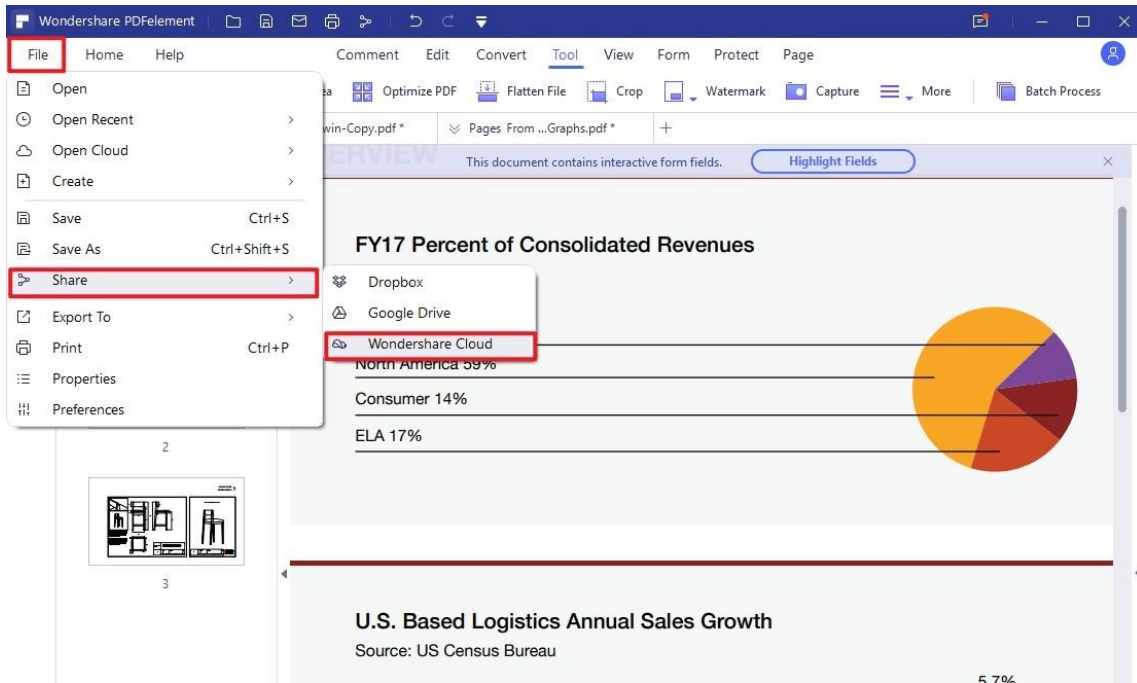 Wondershare PDFelement
File Home Help Comment Edit Convert Tool View Form Protect Page
Optimize PDF Flatten File Crop Watermark Capture More Batch Process
Open
Open Recent
Open Cloud
Create
Save Ctrl+S
Save As Ctrl+Shift+S
Share
Export To
Print Ctrl+P
Properties
Preferences
Dropbox
Google Drive
Wondershare Cloud
win-Copy.pdf * Pages From ...Graphs.pdf *
ERVIEW
This document contains interactive form fields. Highlight Fields
FY17 Percent of Consolidated Revenues
North America 59%
Consumer 14%
ELA 17%
2
3
U.S. Based Logistics Annual Sales Growth
Source: US Census Bureau
5.7%